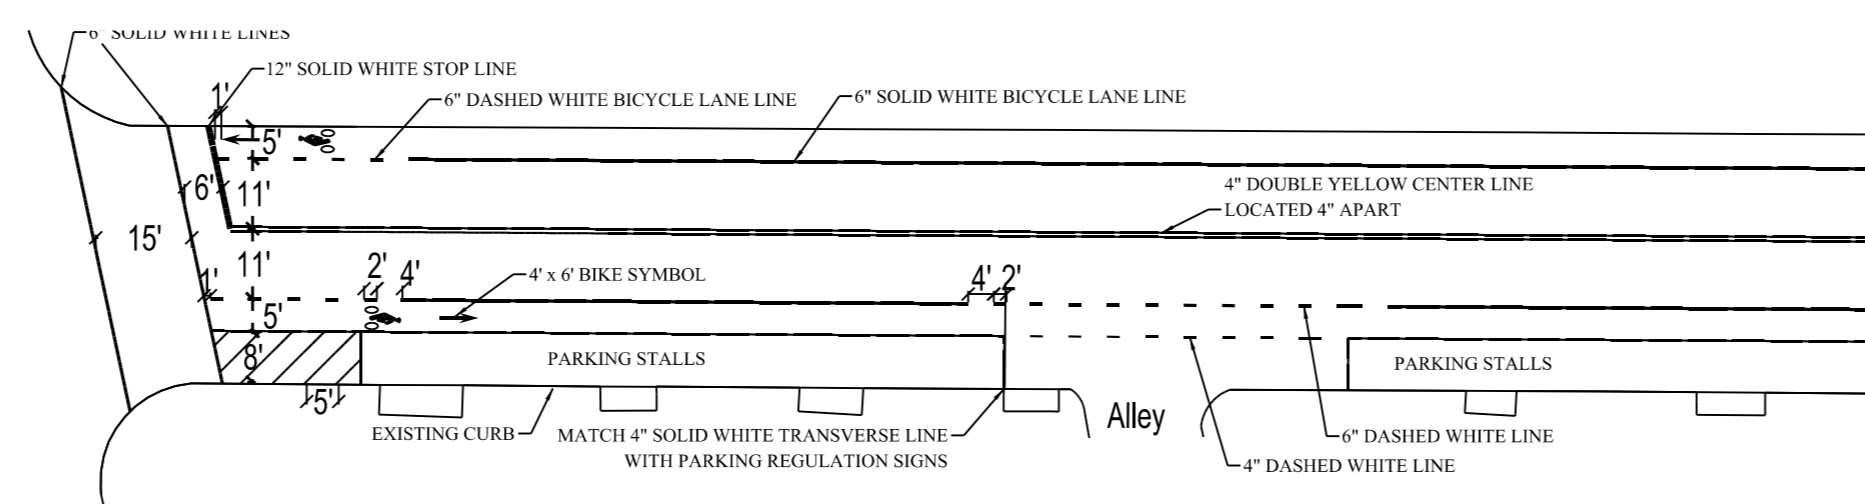 6" SOLID WHITE LINES
12" SOLID WHITE STOP LINE
1'
6" DASHED WHITE BICYCLE LANE LINE
6" SOLID WHITE BICYCLE LANE LINE
5'
6'
11'
4" DOUBLE YELLOW CENTER LINE
LOCATED 4" APART
15'
11'
1'
2'
4'
4' x 6' BIKE SYMBOL
4'
2'
5'
8'
PARKING STALLS
PARKING STALLS
5'
EXISTING CURB
MATCH 4" SOLID WHITE TRANSVERSE LINE
WITH PARKING REGULATION SIGNS
Alley
6" DASHED WHITE LINE
4" DASHED WHITE LINE